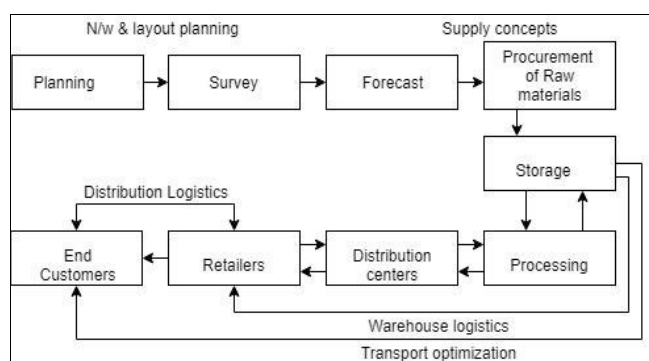 N/w & layout planning
Supply concepts
Planning
Survey
Forecast
Procurement
of Raw
materials
Storage
Distribution Logistics
End
Customers
Retailers
Distribution
centers
Processing
Warehouse logistics
Transport optimization